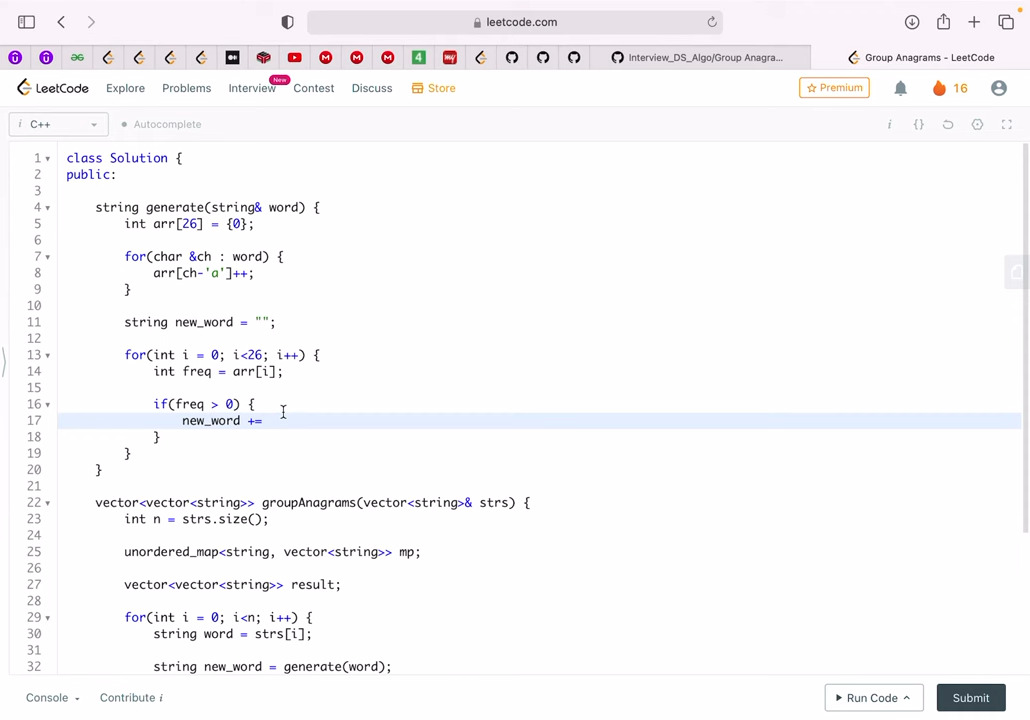 leetcode.com
Interview_DS_Algo/Group Anagra...
Group Anagrams - LeetCode
LeetCode
Explore
Problems
Interview
New
Contest
Discuss
Store
Premium
16
i C++
Autocomplete
i {}
1 class Solution {
2 public:
3
4 string generate(string& word) {
5 int arr[26] = {0};
6
7 for(char &ch : word) {
8 arr[ch-'a']++;
9 }
10
11 string new_word = "";
12
13 for(int i = 0; i<26; i++) {
14 int freq = arr[i];
15
16 if(freq > 0) {
17 new_word +=
18 }
19 }
20 }
21
22 vector<vector<string>> groupAnagrams(vector<string>& strs) {
23 int n = strs.size();
24
25 unordered_map<string, vector<string>> mp;
26
27 vector<vector<string>> result;
28
29 for(int i = 0; i<n; i++) {
30 string word = strs[i];
31
32 string new_word = generate(word);
Console
Contribute i
Run Code
Submit